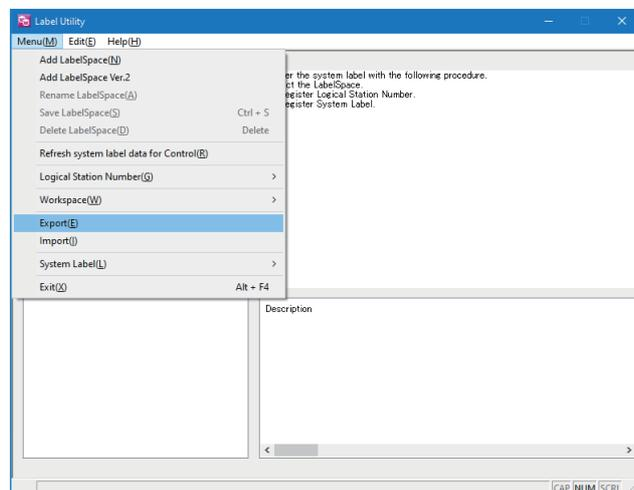 Label Utility
Menu(M) Edit(E) Help(H)
Add LabelSpace(N)
Add LabelSpace Ver.2
er the system label with the following procedure.
Rename LabelSpace(A)
ct the LabelSpace.
egister Logical Station Number.
Save LabelSpace(S) Ctrl + S
egister System Label.
Delete LabelSpace(D) Delete
Refresh system label data for Control(R)
Logical Station Number(G) >
Workspace(W) >
Export(E)
Import(I)
System Label(L) >
Exit(X) Alt + F4
Description
CAP NUM SCRL